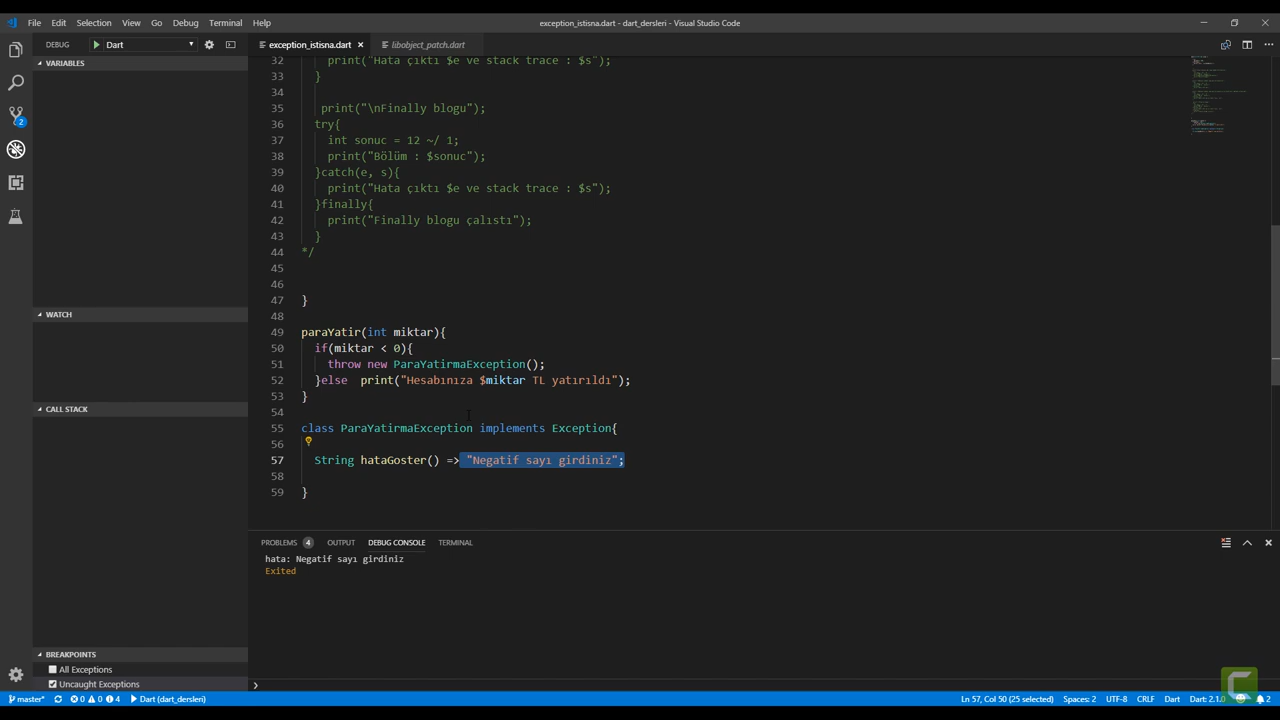 File Edit Selection View Go Debug Terminal Help
exception_istisna.dart - dart_dersleri - Visual Studio Code
DEBUG Dart
exception_istisna.dart
libobject_patch.dart
VARIABLES
WATCH
CALL STACK
BREAKPOINTS
All Exceptions
Uncaught Exceptions
2
32 print("Hata çıktı $e ve stack trace : $s");
33 }
34
35 print("\nFinally blogu");
36 try{
37 int sonuc = 12 ~/ 1;
38 print("Bölüm : $sonuc");
39 }catch(e, s){
40 print("Hata çıktı $e ve stack trace : $s");
41 }finally{
42 print("Finally blogu çalıstı");
43 }
44 */
45
46
47 }
48
49 paraYatir(int miktar){
50 if(miktar < 0){
51 throw new ParaYatirmaException();
52 }else print("Hesabınıza $miktar TL yatırıldı");
53 }
54
55 class ParaYatirmaException implements Exception{
56
57 String hataGoster() => "Negatif sayı girdiniz";
58
59 }
PROBLEMS 4 OUTPUT DEBUG CONSOLE TERMINAL
hata: Negatif sayı girdiniz
Exited
master* 0 0 4 Dart (dart_dersleri) Ln 57, Col 50 (25 selected) Spaces: 2 UTF-8 CRLF Dart Dart: 2.1.0 2